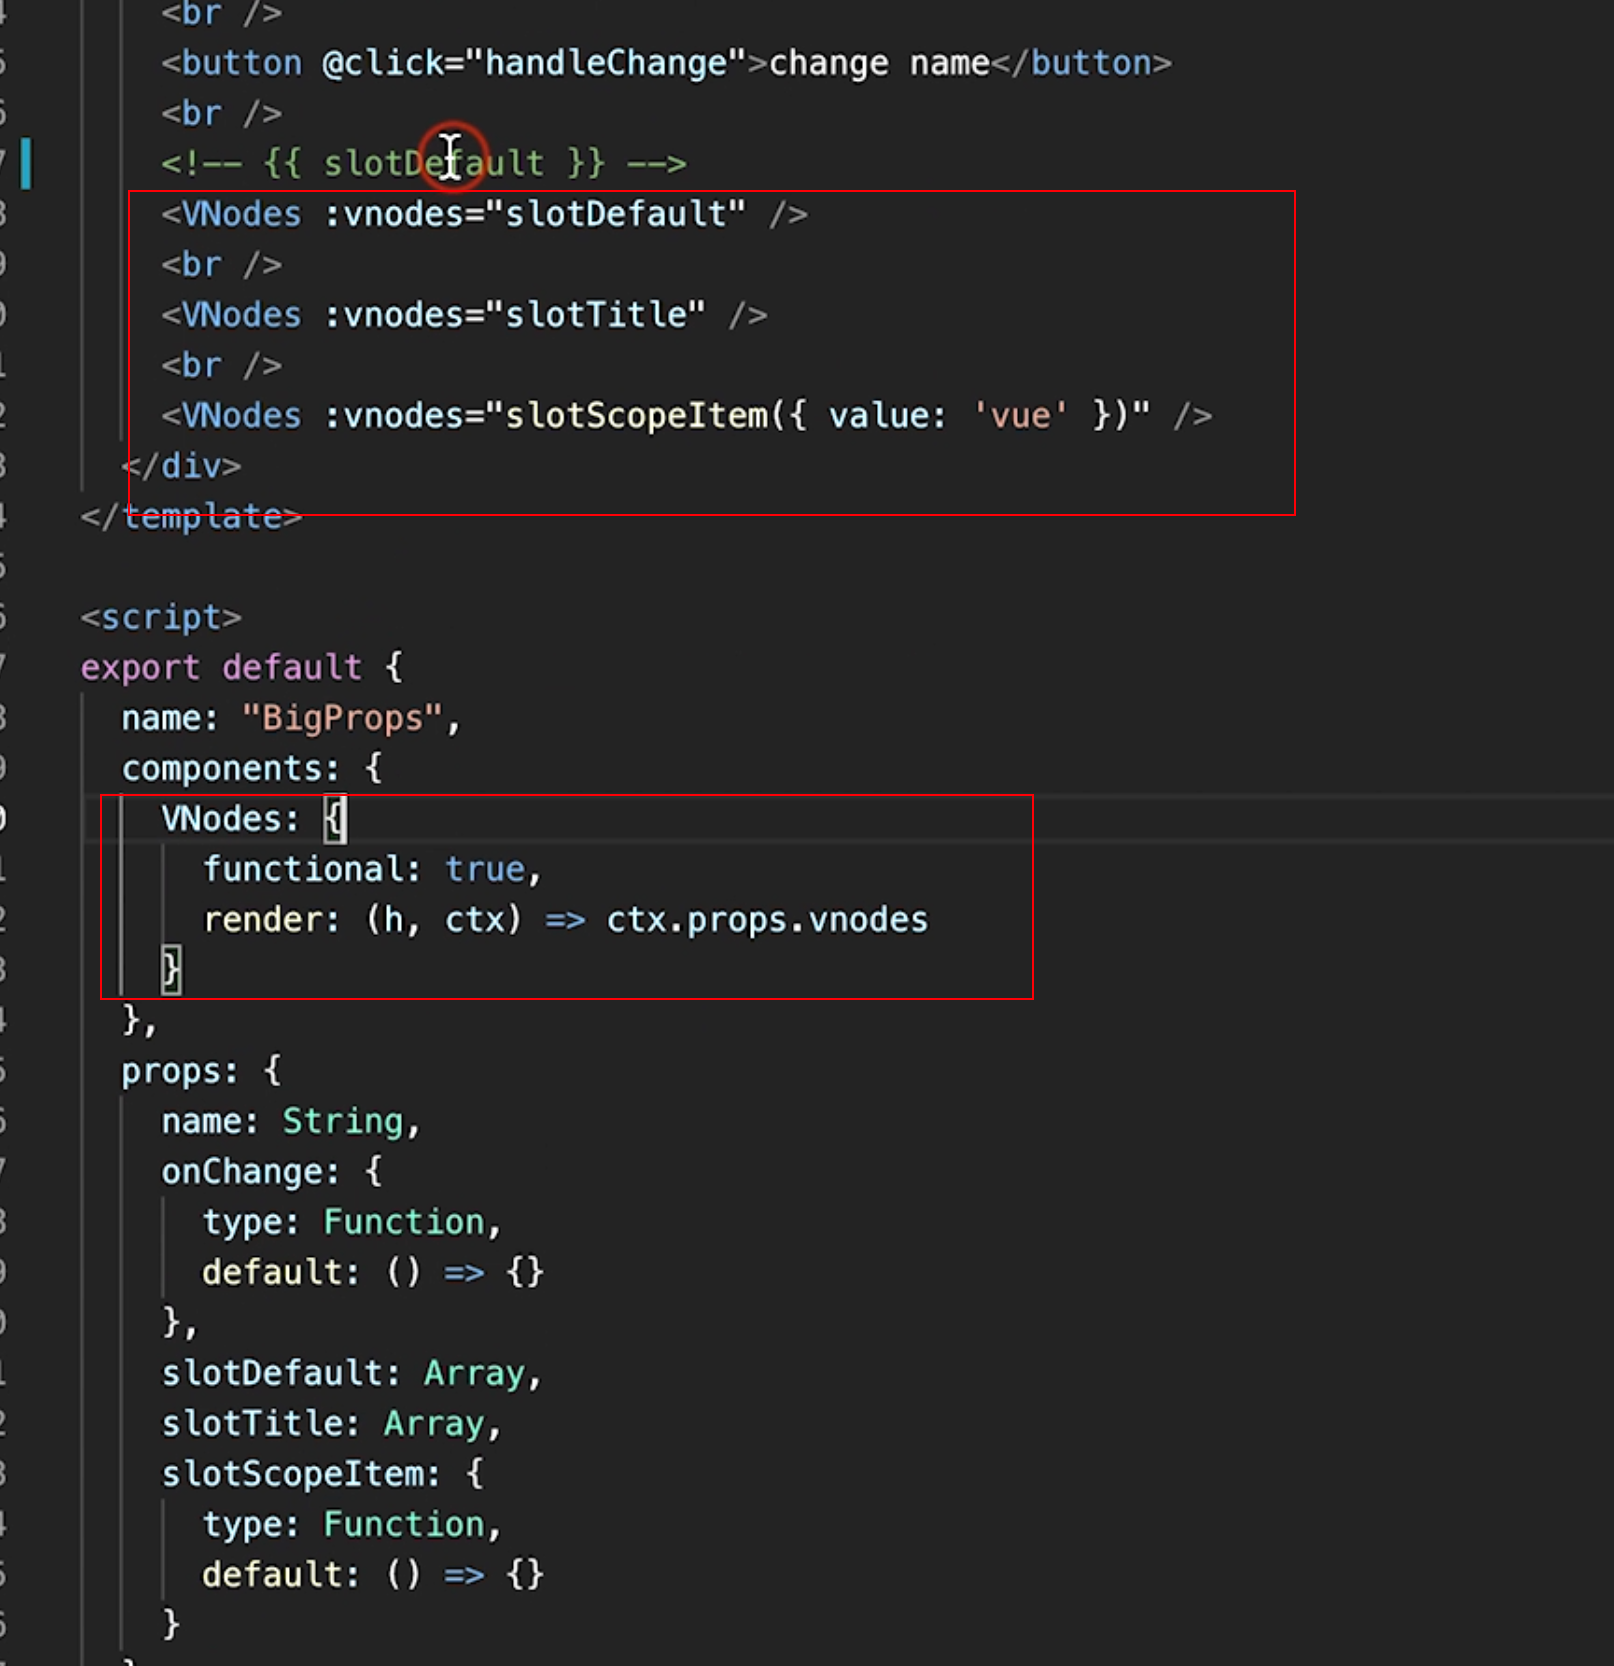 <br />
<button @click="handleChange">change name</button>
<br />
<!-- {{ slotDefault }} -->
<VNodes :vnodes="slotDefault" />
<br />
<VNodes :vnodes="slotTitle" />
<br />
<VNodes :vnodes="slotScopeItem({ value: 'vue' })" />
</div>
</template>
<script>
export default {
name: "BigProps",
components: {
VNodes: {
functional: true,
render: (h, ctx) => ctx.props.vnodes
}
},
props: {
name: String,
onChange: {
type: Function,
default: () => {}
},
slotDefault: Array,
slotTitle: Array,
slotScopeItem: {
type: Function,
default: () => {}
}